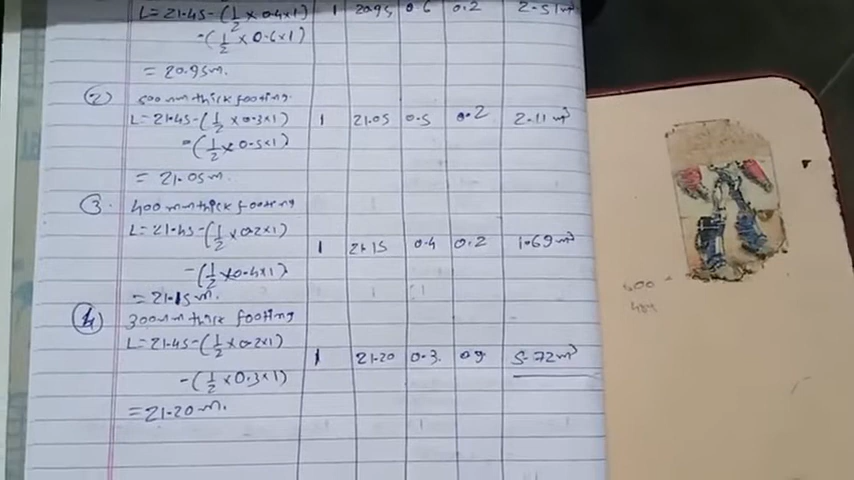 L = 21.45 - (1/2 × 0.4 × 1) 1 20.95 0.6 0.2 2.51 m³
- (1/2 × 0.6 × 1)
= 20.95 m.
(2) 500 mm thick footing.
L = 21.45 - (1/2 × 0.3 × 1) 1 21.05 0.5 0.2 2.11 m³
- (1/2 × 0.5 × 1)
= 21.05 m.
(3) 400 mm thick footing
L = 21.45 - (1/2 × 0.2 × 1) 1 21.15 0.4 0.2 1.69 m³
- (1/2 × 0.4 × 1)
= 21.15 m.
(4) 300 mm thick footing
L = 21.45 - (1/2 × 0.2 × 1) 1 21.20 0.3 0.9 5.72 m³
- (1/2 × 0.3 × 1)
= 21.20 m.